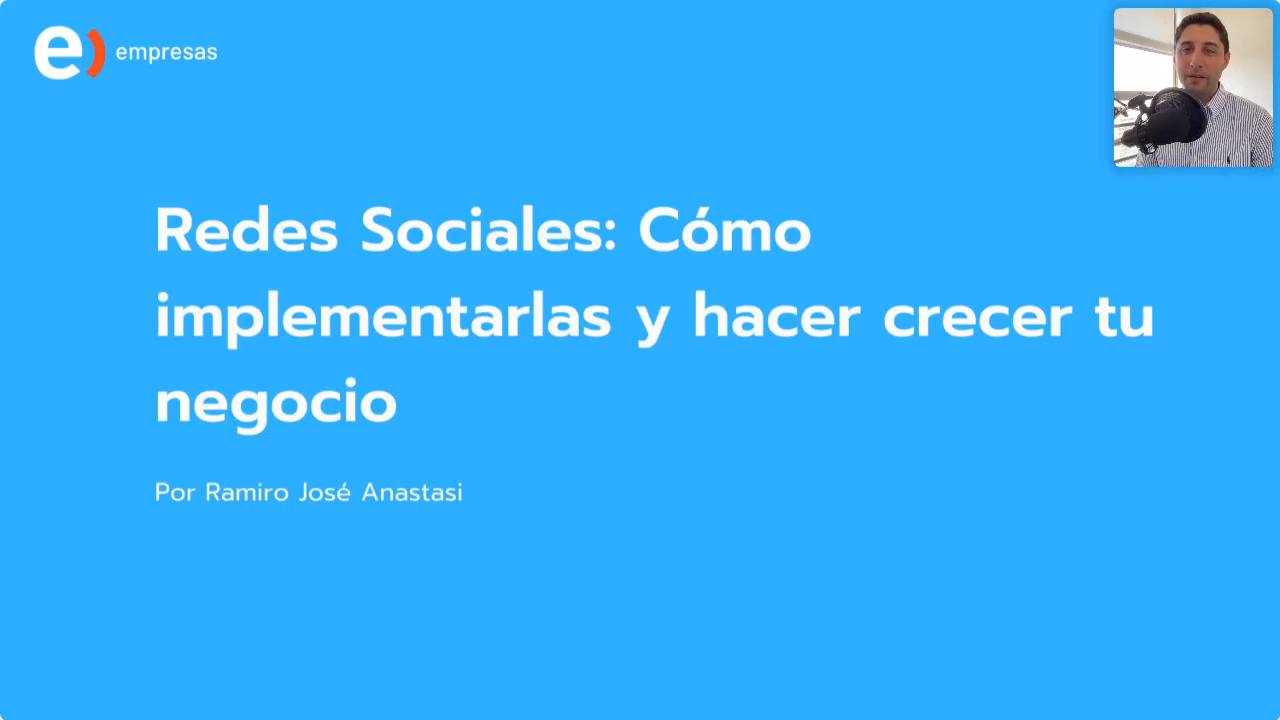 e) empresas
Redes Sociales: Cómo
implementarlas y hacer crecer tu
negocio
Por Ramiro José Anastasi